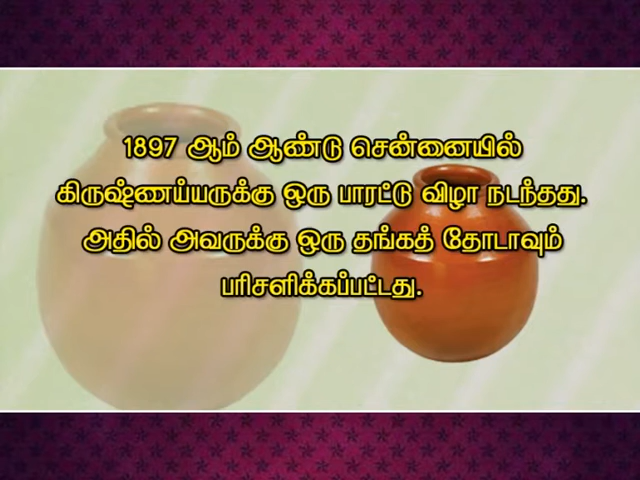 1897 ஆம் ஆண்டு சென்னையில்
கிருஷ்ணய்யருக்கு ஒரு பாரட்டு விழா நடந்தது.
அதில் அவருக்கு ஒரு தங்கத் தோடாவும்
பரிசளிக்கப்பட்டது.